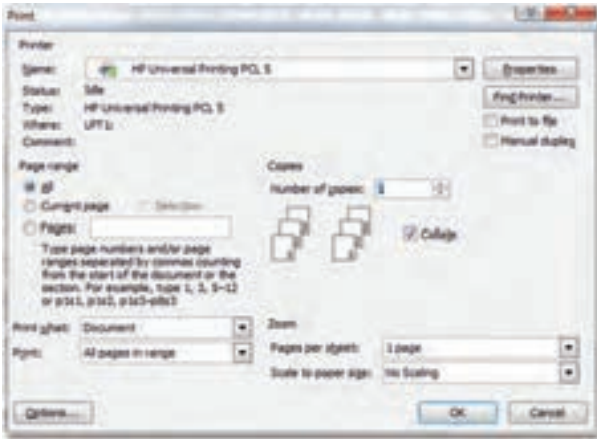 Print
Printer
Name: HP Universal Printing PCL 5
Properties
Status: Idle
Find Printer...
Type: HP Universal Printing PCL 5
Where: LPT1:
Print to file
Comment:
Manual duplex
Page range
Copies
All
Number of copies: 1
Current page Selection
Pages:
Collate
Type page numbers and/or page
ranges separated by commas counting
from the start of the document or the
section. For example, type 1, 3, 5–12
or p1s1, p1s2, p1s3–p8s3
Print what: Document
Zoom
Print: All pages in range
Pages per sheet: 1 page
Scale to paper size: No Scaling
Options...
OK
Cancel